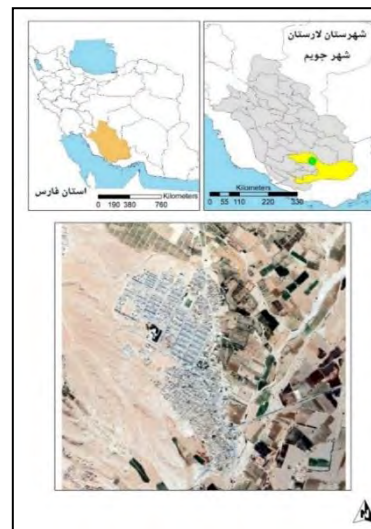 استان فارس
Kilometers
0 190 380 760
شهرستان لارستان
شهر جویم
Kilometers
0 55 110 220 330
N